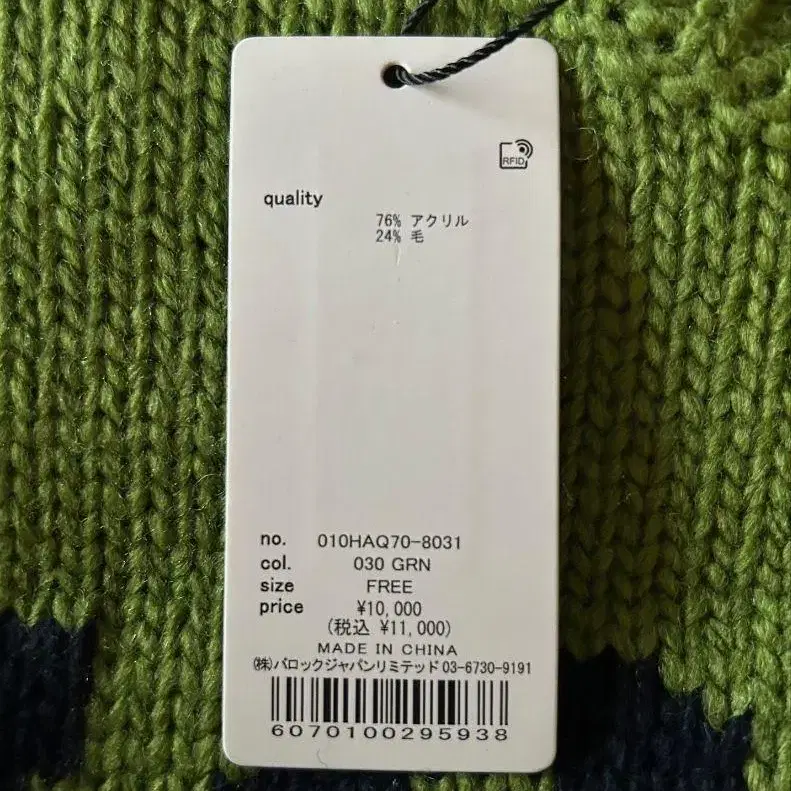 RFID
quality
76% アクリル
24% 毛
no. 010HAQ70-8031
col. 030 GRN
size FREE
price ¥10,000
(税込 ¥11,000)
MADE IN CHINA
(株)バロックジャパンリミテッド 03-6730-9191
6070100295938